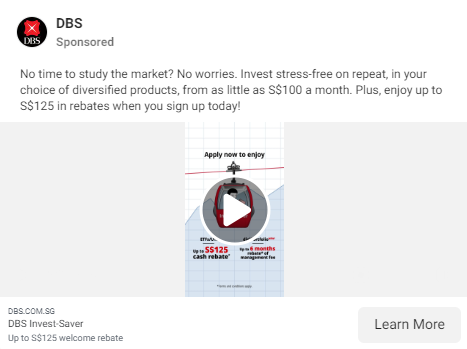 DBS
DBS
Sponsored
No time to study the market? No worries. Invest stress-free on repeat, in your
choice of diversified products, from as little as S$100 a month. Plus, enjoy up to
S$125 in rebates when you sign up today!
Apply now to enjoy
Up to S$125
cash rebate*
Up to 6 months
rebate* of
management fee
*Terms and conditions apply.
DBS.COM.SG
DBS Invest-Saver
Up to S$125 welcome rebate
Learn More